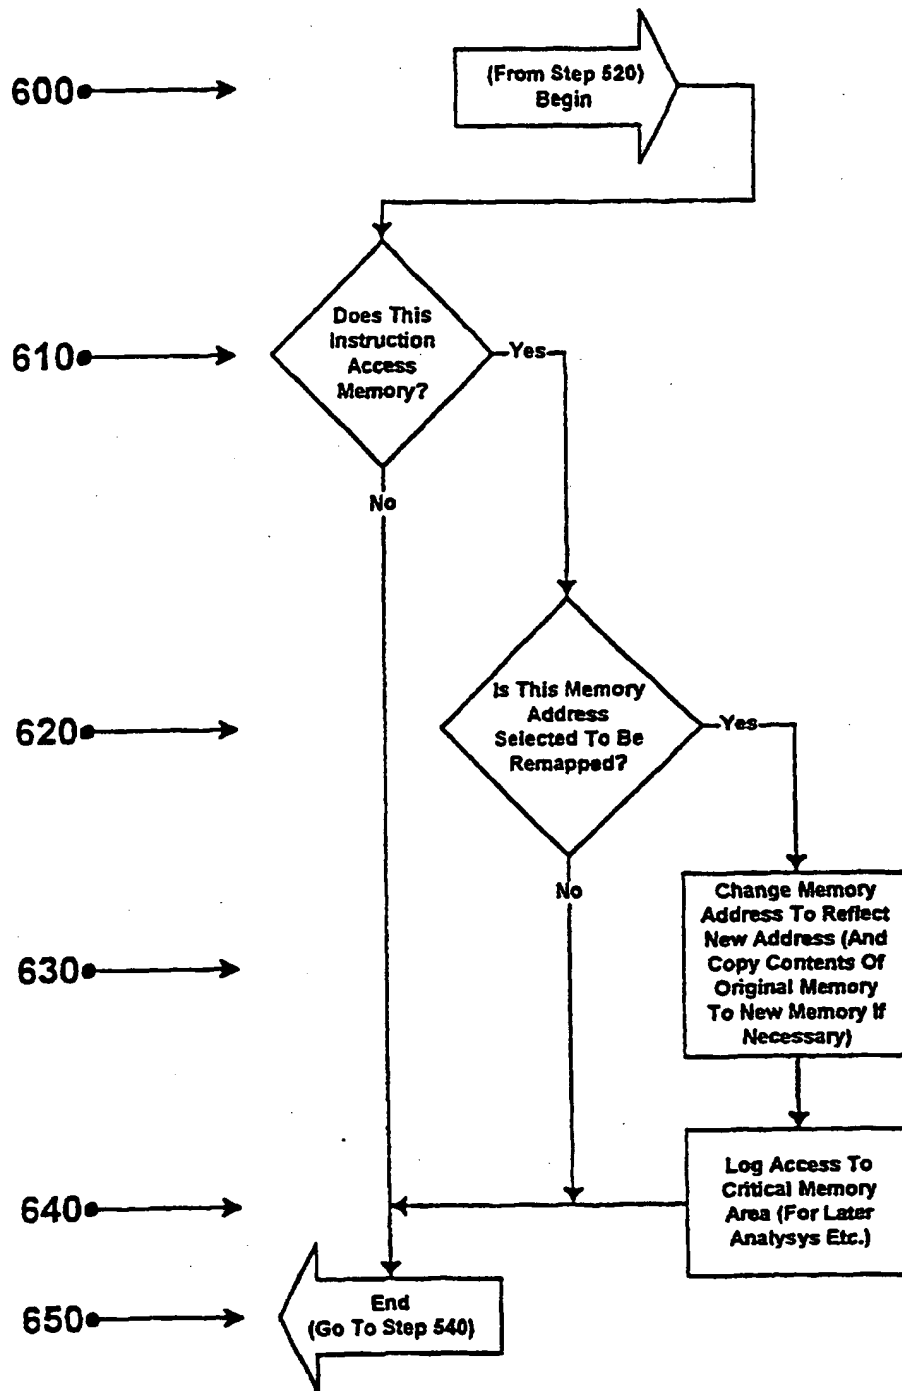 600
(From Step 520)
Begin
610
Does This
Instruction
Access
Memory?
Yes
No
620
Is This Memory
Address
Selected To Be
Remapped?
Yes
No
630
Change Memory
Address To Reflect
New Address (And
Copy Contents Of
Original Memory
To New Memory If
Necessary)
640
Log Access To
Critical Memory
Area (For Later
Analysys Etc.)
650
End
(Go To Step 540)